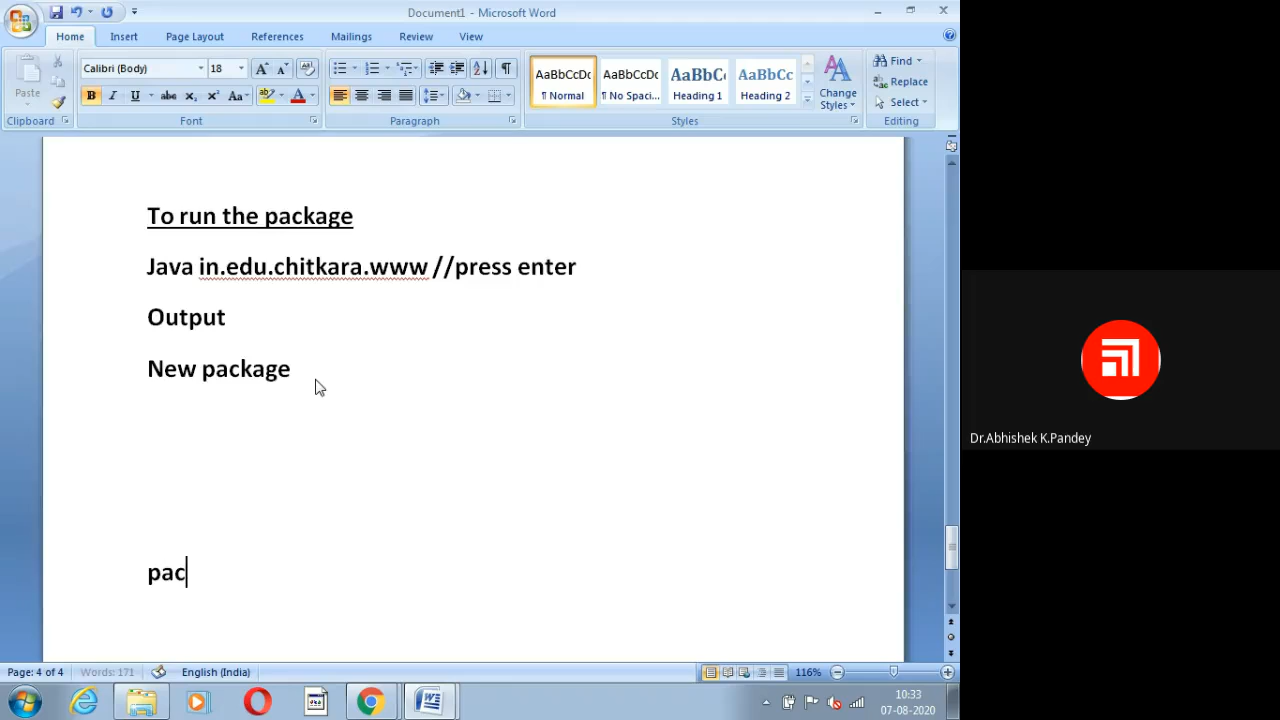 Document1 - Microsoft Word
Home Insert Page Layout References Mailings Review View
Calibri (Body) 18
Paste
Clipboard Font Paragraph Styles Editing
AaBbCcDc AaBbCcDc AaBbC AaBbCc
¶ Normal ¶ No Spaci... Heading 1 Heading 2
Change Styles
Find
Replace
Select
To run the package
Java in.edu.chitkara.www //press enter
Output
New package
pac
Dr.Abhishek K.Pandey
Page: 4 of 4 Words: 171 English (India) 116%
10:33
07-08-2020